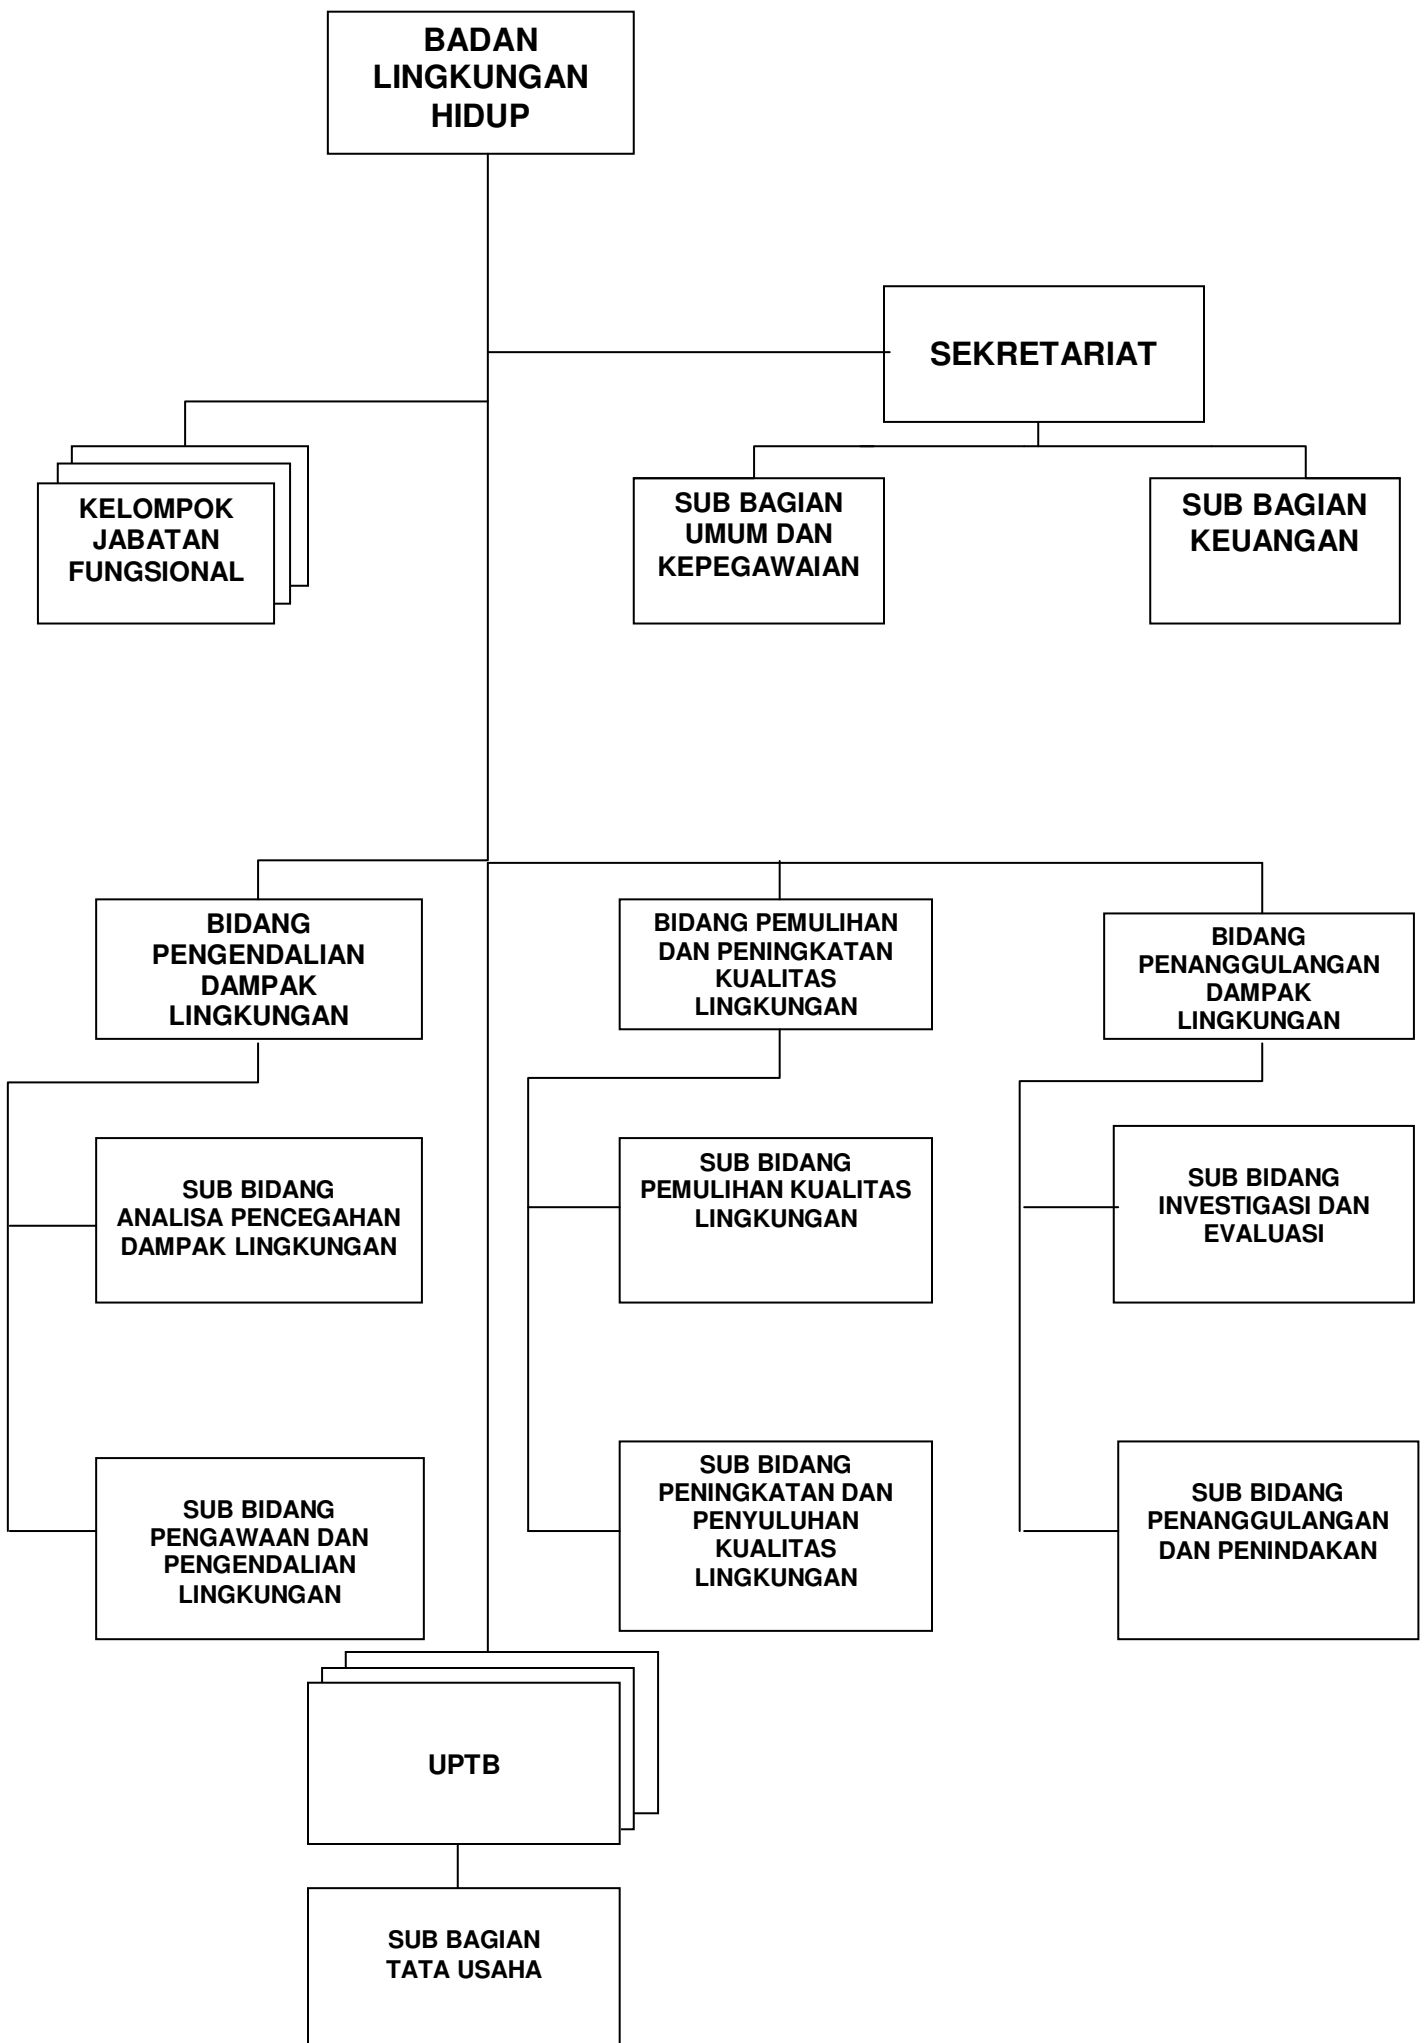 BADAN
LINGKUNGAN
HIDUP
SEKRETARIAT
KELOMPOK
JABATAN
FUNGSIONAL
SUB BAGIAN
UMUM DAN
KEPEGAWAIAN
SUB BAGIAN
KEUANGAN
BIDANG
PENGENDALIAN
DAMPAK
LINGKUNGAN
BIDANG PEMULIHAN
DAN PENINGKATAN
KUALITAS
LINGKUNGAN
BIDANG
PENANGGULANGAN
DAMPAK
LINGKUNGAN
SUB BIDANG
ANALISA PENCEGAHAN
DAMPAK LINGKUNGAN
SUB BIDANG
PEMULIHAN KUALITAS
LINGKUNGAN
SUB BIDANG
INVESTIGASI DAN
EVALUASI
SUB BIDANG
PENGAWAAN DAN
PENGENDALIAN
LINGKUNGAN
SUB BIDANG
PENINGKATAN DAN
PENYULUHAN
KUALITAS
LINGKUNGAN
SUB BIDANG
PENANGGULANGAN
DAN PENINDAKAN
UPTB
SUB BAGIAN
TATA USAHA